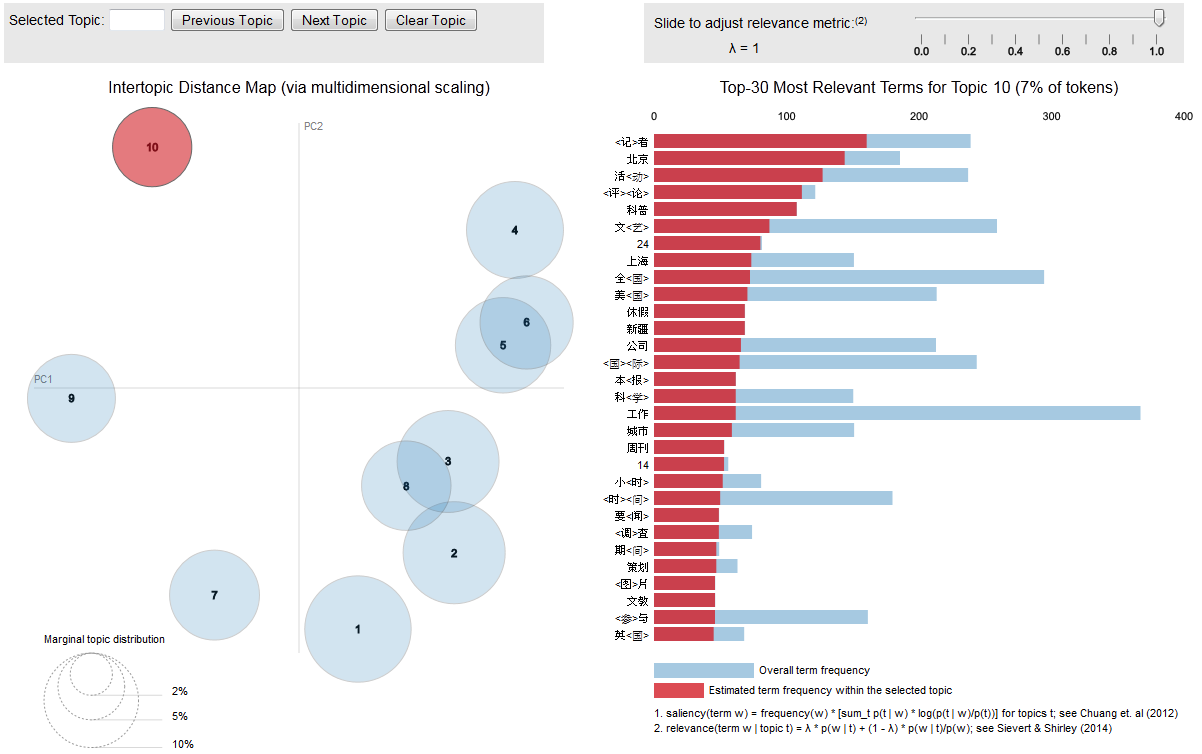 Selected Topic: Previous Topic Next Topic Clear Topic
Slide to adjust relevance metric:(2)
λ = 1
0.0 0.2 0.4 0.6 0.8 1.0
Intertopic Distance Map (via multidimensional scaling)
PC2
PC1
10
4
6
5
9
3
8
2
7
1
Marginal topic distribution
2%
5%
10%
Top-30 Most Relevant Terms for Topic 10 (7% of tokens)
0 100 200 300 400
<记>者
北京
活<动>
<评><论>
科普
文<艺>
24
上海
全<国>
美<国>
休假
新疆
公司
<国><际>
本<报>
科<学>
工作
城市
周刊
14
小<时>
<时><间>
要<闻>
<调>查
期<间>
策划
<图>片
文教
<参>与
英<国>
Overall term frequency
Estimated term frequency within the selected topic
1. saliency(term w) = frequency(w) * [sum_t p(t | w) * log(p(t | w)/p(t))] for topics t; see Chuang et. al (2012)
2. relevance(term w | topic t) = λ * p(w | t) + (1 - λ) * p(w | t)/p(w); see Sievert & Shirley (2014)